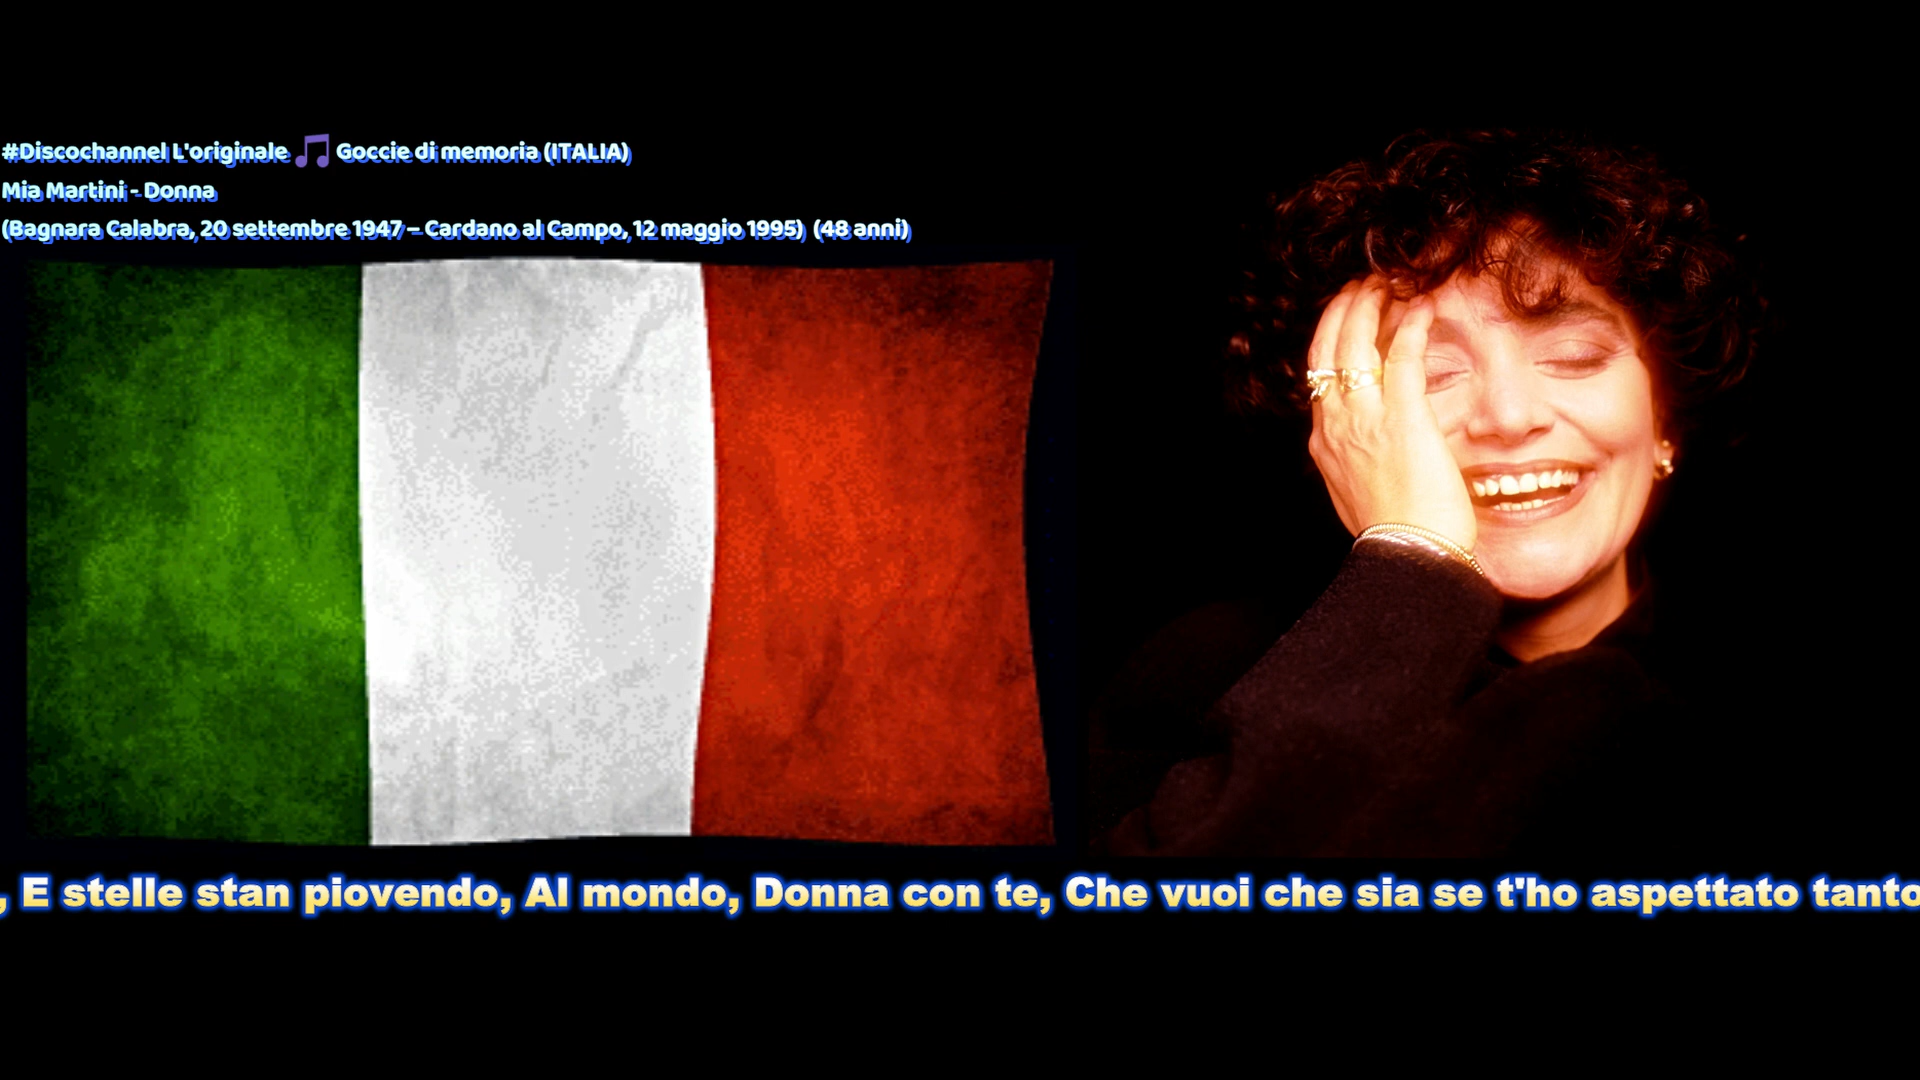 #Discochannel L'originale 🎵 Goccie di memoria (ITALIA)
Mia Martini - Donna
(Bagnara Calabra, 20 settembre 1947 – Cardano al Campo, 12 maggio 1995) (48 anni)
, E stelle stan piovendo, Al mondo, Donna con te, Che vuoi che sia se t'ho aspettato tanto